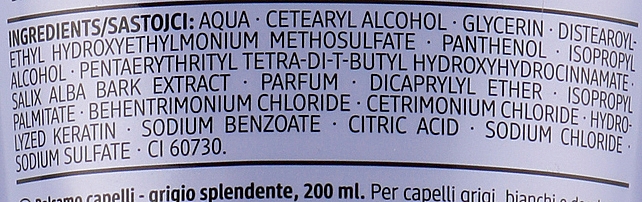 INGREDIENTS/SASTOJCI: AQUA · CETEARYL ALCOHOL · GLYCERIN · DISTEAROYL-
ETHYL HYDROXYETHYLMONIUM METHOSULFATE · PANTHENOL · ISOPROPYL
ALCOHOL · PENTAERYTHRITYL TETRA-DI-T-BUTYL HYDROXYHYDROCINNAMATE ·
SALIX ALBA BARK EXTRACT · PARFUM · DICAPRYLYL ETHER · ISOPROPYL
PALMITATE · BEHENTRIMONIUM CHLORIDE · CETRIMONIUM CHLORIDE · HYDRO-
LYZED KERATIN · SODIUM BENZOATE · CITRIC ACID · SODIUM CHLORIDE ·
SODIUM SULFATE · CI 60730.
Balsamo capelli - grigio splendente, 200 ml. Per capelli grigi, bianchi e